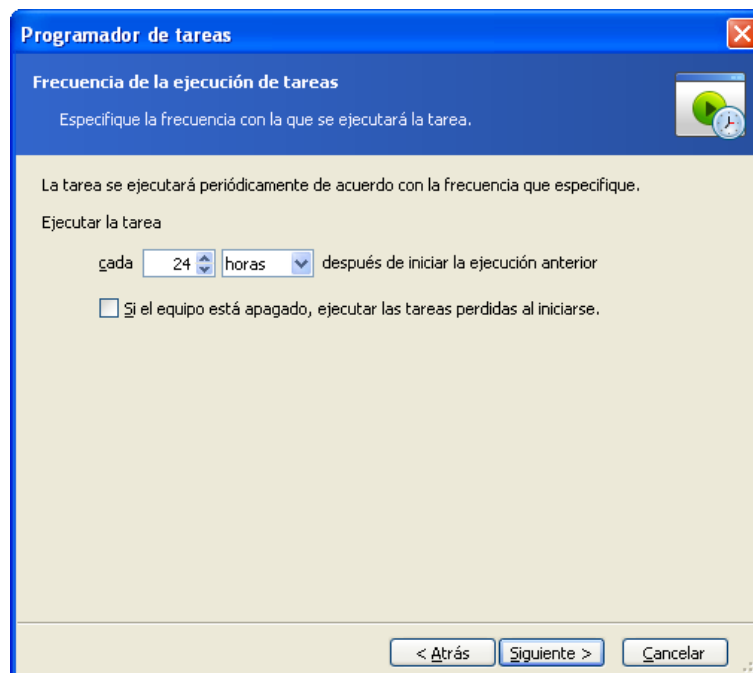 Programador de tareas
Frecuencia de la ejecución de tareas
Especifique la frecuencia con la que se ejecutará la tarea.
La tarea se ejecutará periódicamente de acuerdo con la frecuencia que especifique.
Ejecutar la tarea
cada 24 horas después de iniciar la ejecución anterior
Si el equipo está apagado, ejecutar las tareas perdidas al iniciarse.
< Atrás Siguiente > Cancelar